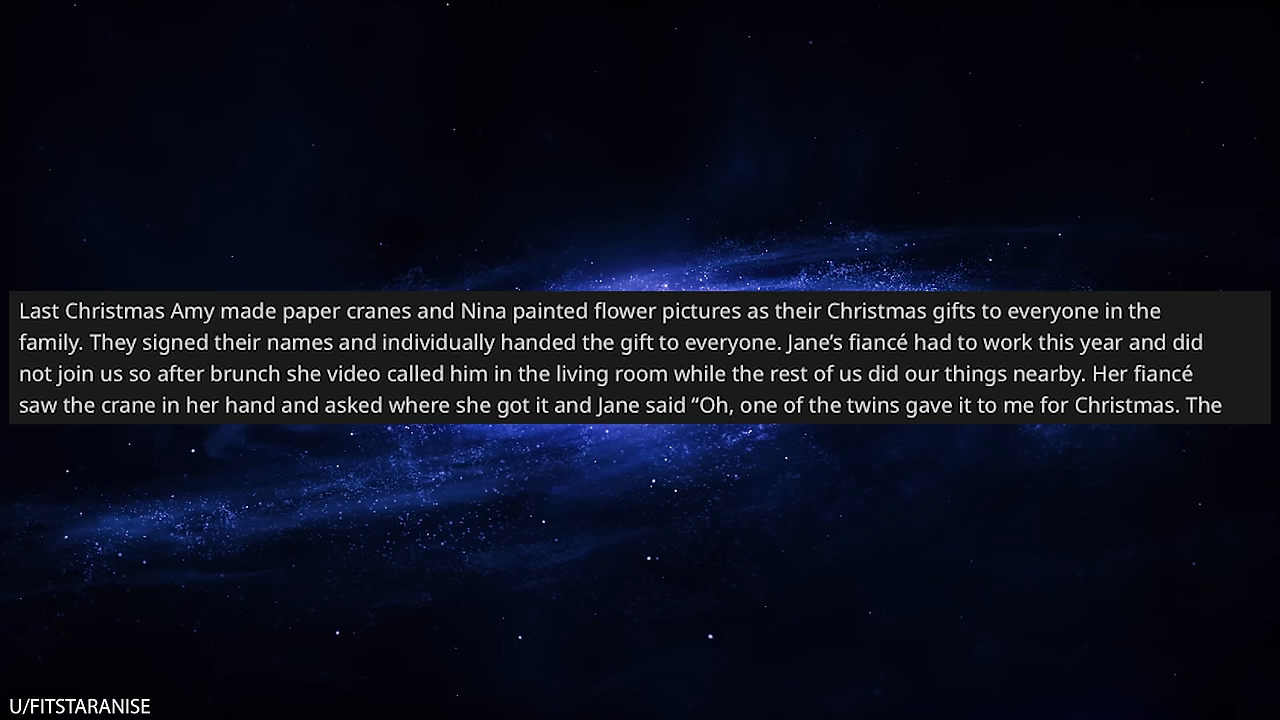 Last Christmas Amy made paper cranes and Nina painted flower pictures as their Christmas gifts to everyone in the
family. They signed their names and individually handed the gift to everyone. Jane’s fiancé had to work this year and did
not join us so after brunch she video called him in the living room while the rest of us did our things nearby. Her fiancé
saw the crane in her hand and asked where she got it and Jane said “Oh, one of the twins gave it to me for Christmas. The
U/FITSTARANISE